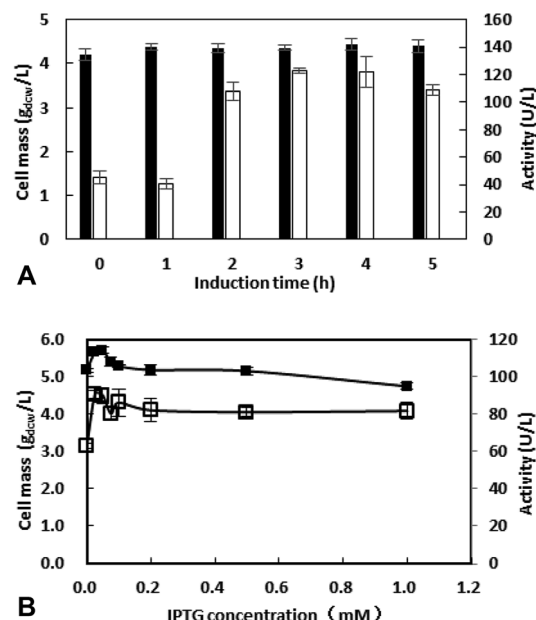 5 160
140
4 120
3 100
80
2 60
1 40
20
0 0
Cell mass (gdcw/L)
Activity (U/L)
0 1 2 3 4 5
Induction time (h)
A
6.0 120
5.0 100
4.0 80
3.0 60
2.0 40
1.0 20
0.0 0
Cell mass (gdcw/L)
Activity (U/L)
0.0 0.2 0.4 0.6 0.8 1.0 1.2
IPTG concentration (mM)
B